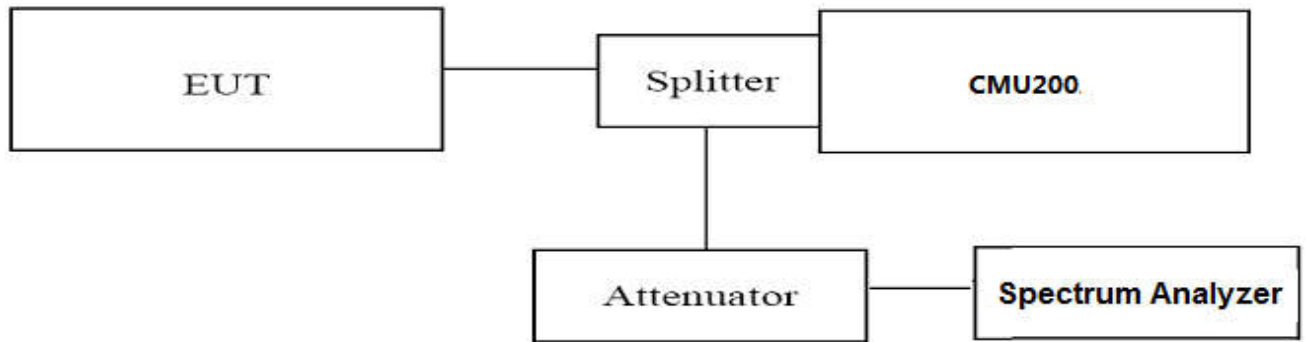 EUT
Splitter
CMU200.
Attenuator
Spectrum Analyzer